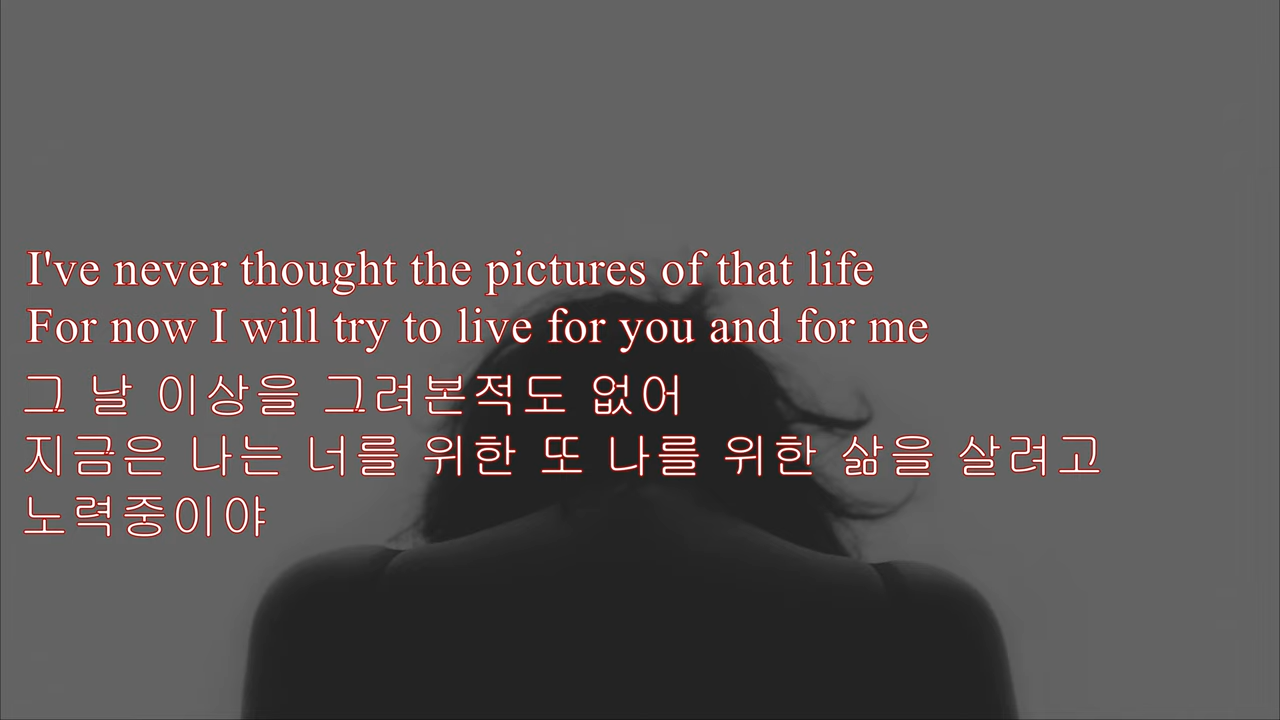 I've never thought the pictures of that life
For now I will try to live for you and for me
그 날 이상을 그려본적도 없어
지금은 나는 너를 위한 또 나를 위한 삶을 살려고
노력중이야